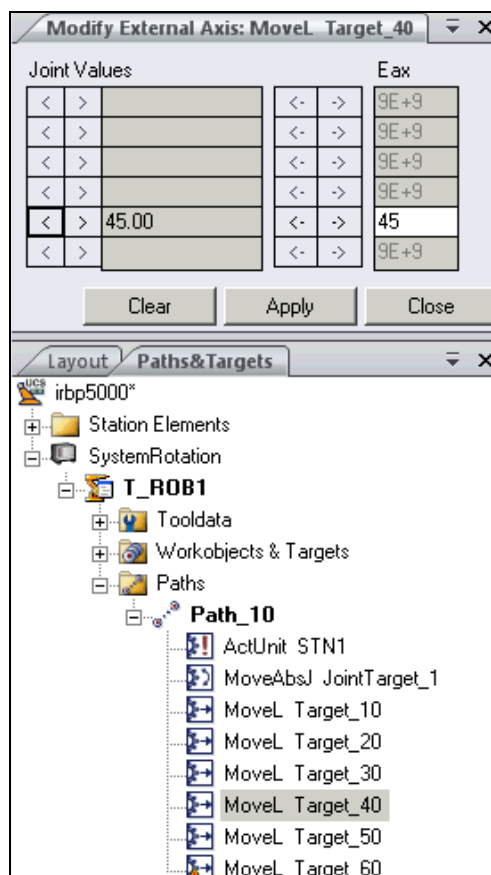 Modify External Axis: MoveL Target_40
Joint Values Eax
< > <- -> 9E+9
< > <- -> 9E+9
< > <- -> 9E+9
< > <- -> 9E+9
< > 45.00 <- -> 45
< > <- -> 9E+9
Clear Apply Close
Layout Paths&Targets
UCS
irbp5000*
Station Elements
SystemRotation
T_ROB1
Tooldata
Workobjects & Targets
Paths
Path_10
ActUnit STN1
MoveAbsJ JointTarget_1
MoveL Target_10
MoveL Target_20
MoveL Target_30
MoveL Target_40
MoveL Target_50
MoveL Target_60